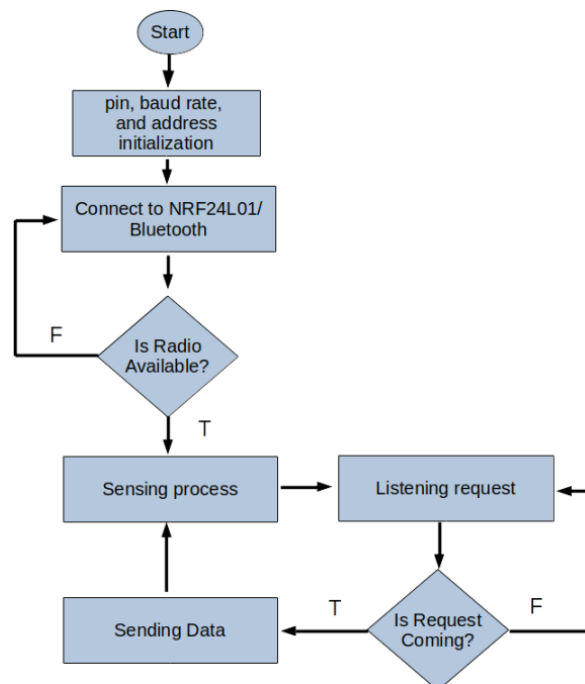 Start
pin, baud rate,
and address
initialization
Connect to NRF24L01/
Bluetooth
F
Is Radio
Available?
T
Sensing process
Listening request
Sending Data
T
Is Request
Coming?
F